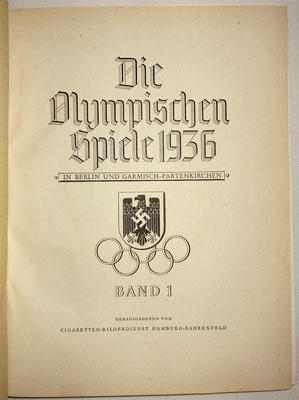 Die
Olympischen
Spiele 1936
IN BERLIN UND GARMISCH-PARTENKIRCHEN
BAND 1
HERAUSGEGEBEN VOM
CIGARETTEN-BILDERDIENST HAMBURG-BAHRENFELD